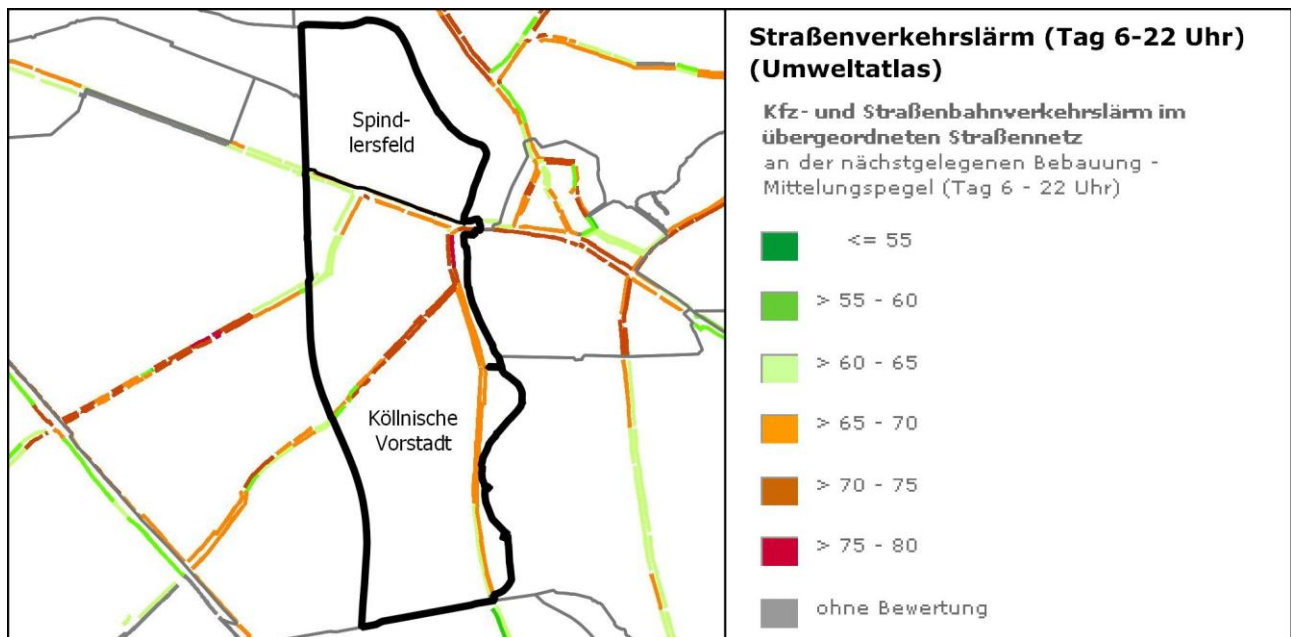 Spind-
lersfeld
Köllnische
Vorstadt
Straßenverkehrslärm (Tag 6-22 Uhr)
(Umweltatlas)
Kfz- und Straßenbahnverkehrslärm im
übergeordneten Straßennetz
an der nächstgelegenen Bebauung -
Mittelungspegel (Tag 6 - 22 Uhr)
<= 55
> 55 - 60
> 60 - 65
> 65 - 70
> 70 - 75
> 75 - 80
ohne Bewertung